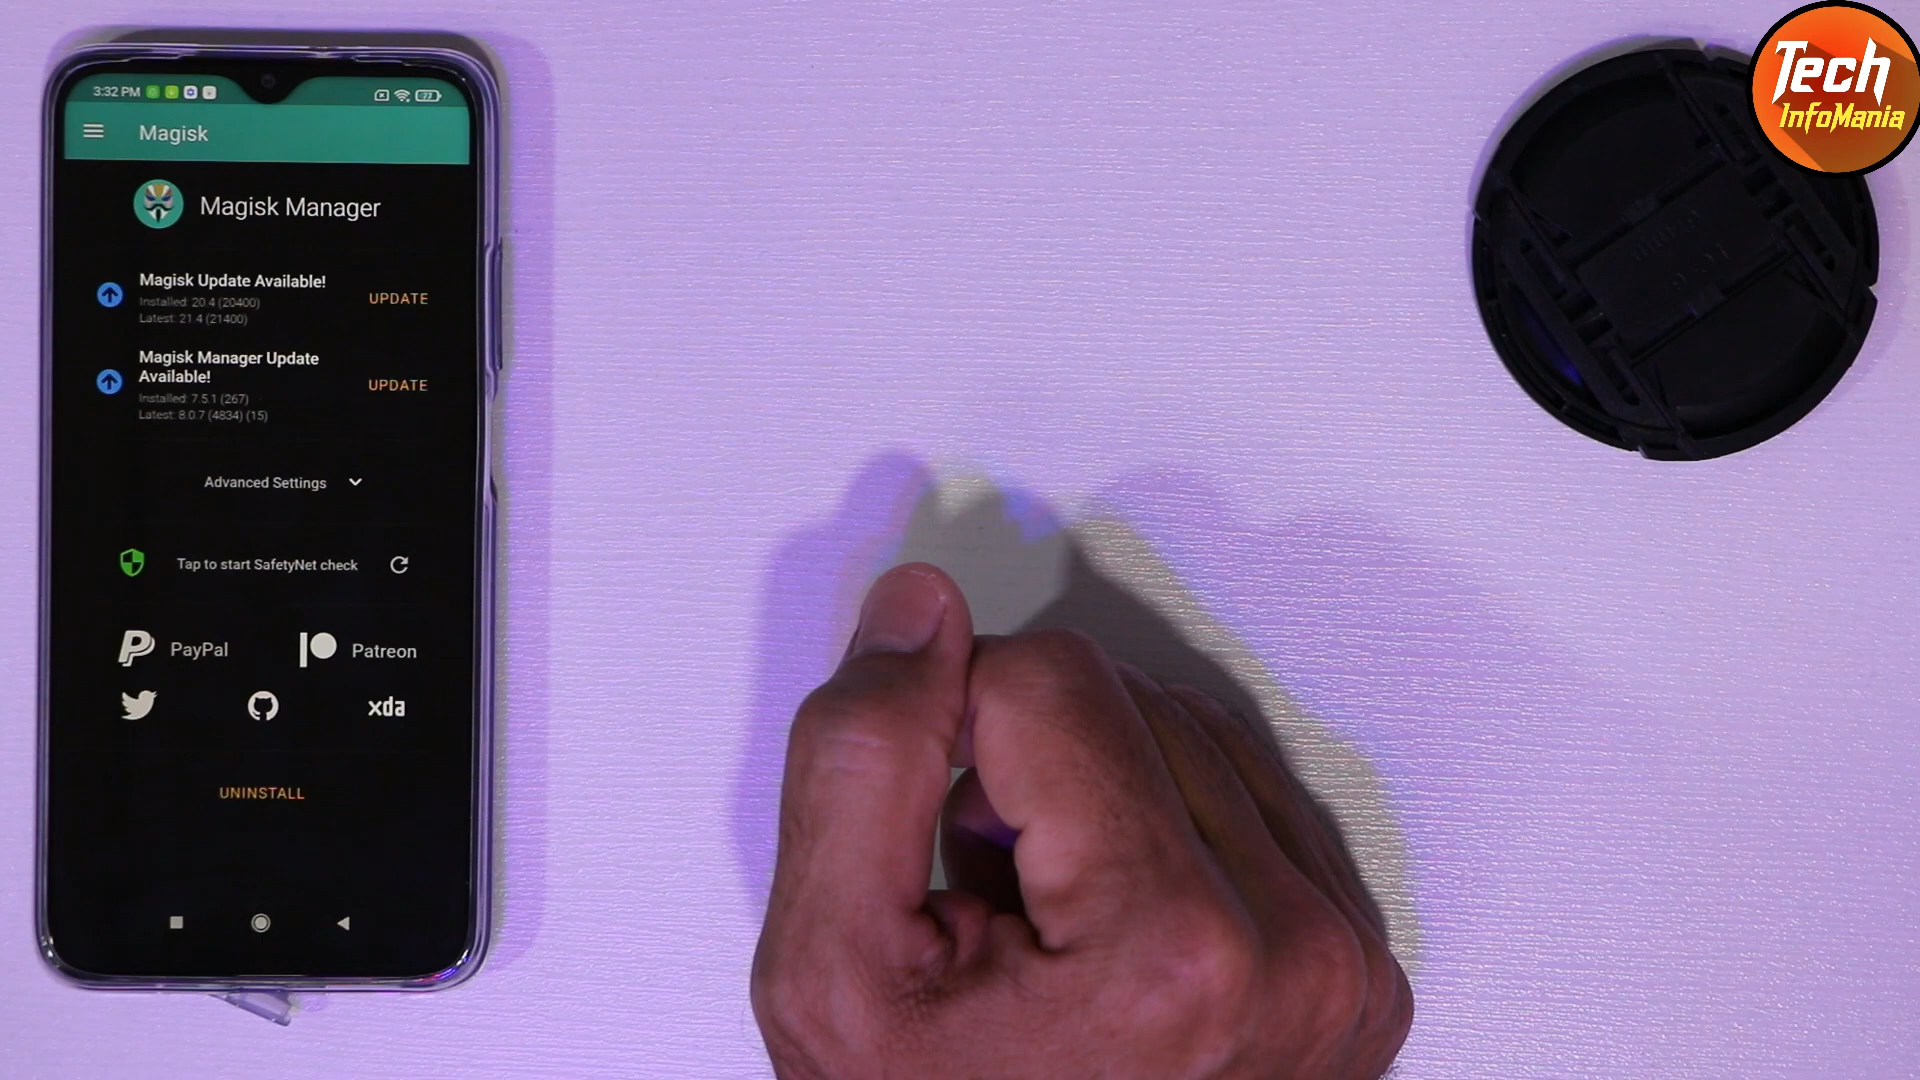 Tech
InfoMania
3:32 PM
77
Magisk
Magisk Manager
Magisk Update Available!
Installed: 20.4 (20400)
Latest: 21.4 (21400)
UPDATE
Magisk Manager Update
Available!
Installed: 7.5.1 (267)
Latest: 8.0.7 (4834) (15)
UPDATE
Advanced Settings
Tap to start SafetyNet check
PayPal
Patreon
xda
UNINSTALL